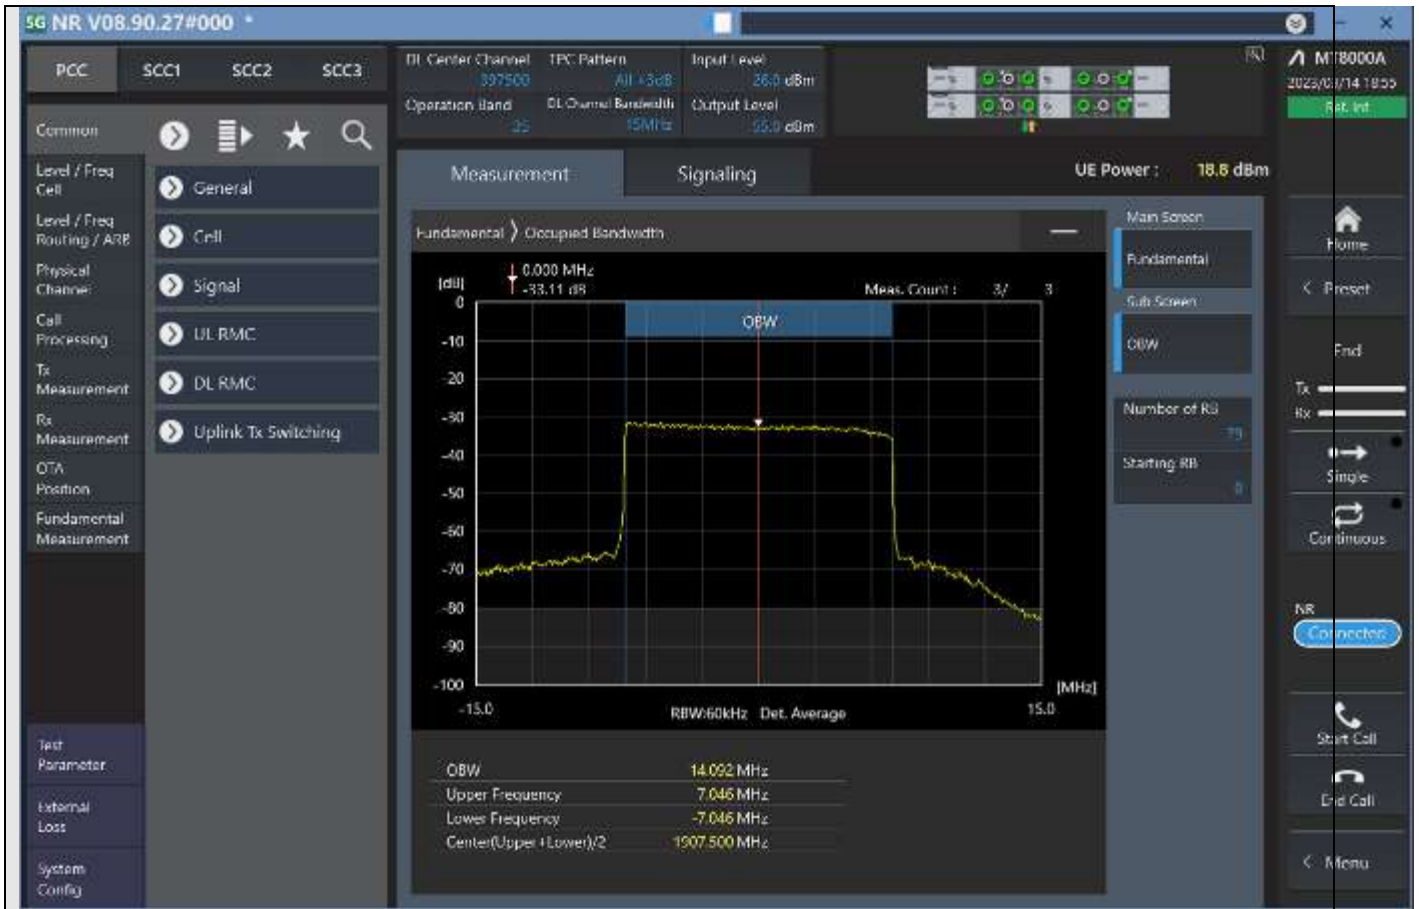 5G NR V08.90.27#000 *
PCC SCC1 SCC2 SCC3
DL Center Channel TPC Pattern Input Level
397500 All +3dB 26.0 dBm
Operation Band DL Channel Bandwidth Output Level
25 15MHz -55.0 dBm
MT8000A
2023/03/14 18:55
Ref. Int
Common
Level / Freq
Cell
Level / Freq
Routing / ARB
Physical
Channel
Call
Processing
Tx
Measurement
Rx
Measurement
OTA
Position
Fundamental
Measurement
Test
Parameter
External
Loss
System
Config
General
Cell
Signal
UL RMC
DL RMC
Uplink Tx Switching
Measurement Signaling
UE Power : 18.8 dBm
Fundamental > Occupied Bandwidth
[dB]
0.000 MHz
-33.11 dB
Meas. Count : 3/ 3
OBW
0
-10
-20
-30
-40
-50
-60
-70
-80
-90
-100
[MHz]
-15.0 RBW:60kHz Det. Average 15.0
OBW 14.092 MHz
Upper Frequency 7.046 MHz
Lower Frequency -7.046 MHz
Center(Upper+Lower)/2 1907.500 MHz
Main Screen
Fundamental
Sub Screen
OBW
Number of RB
79
Starting RB
0
Home
< Preset
End
Tx
Rx
Single
Continuous
NR
Connected
Start Call
End Call
< Menu